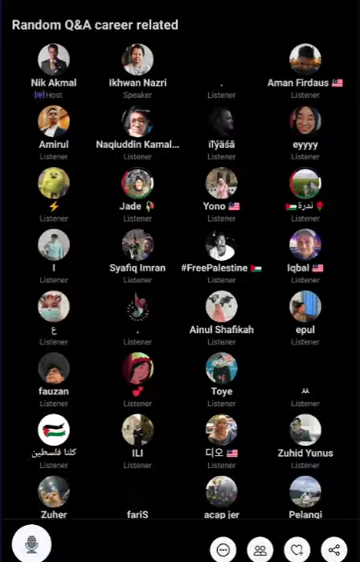 Random Q&A career related
Nik Akmal Ikhwan Nazri . Aman Firdaus 🇲🇾
Host Speaker Listener Listener
Amirul Naqiuddin Kamal... eyyyy
Listener Listener Listener Listener
⚡ Jade 🥀 Yono 🇲🇾 🇵🇸ندرة🌹
Listener Listener Listener Listener
I Syafiq Imran #FreePalestine 🇵🇸 Iqbal 🇲🇾
Listener Listener Listener Listener
ع . Ainul Shafikah epul
Listener Listener Listener Listener
fauzan 💕 Toye
Listener Listener Listener Listener
كلنا فلسطين ILI 디오 🇲🇾 Zuhid Yunus
Listener Listener Listener Listener
Zuher fariS acap jer Pelangi